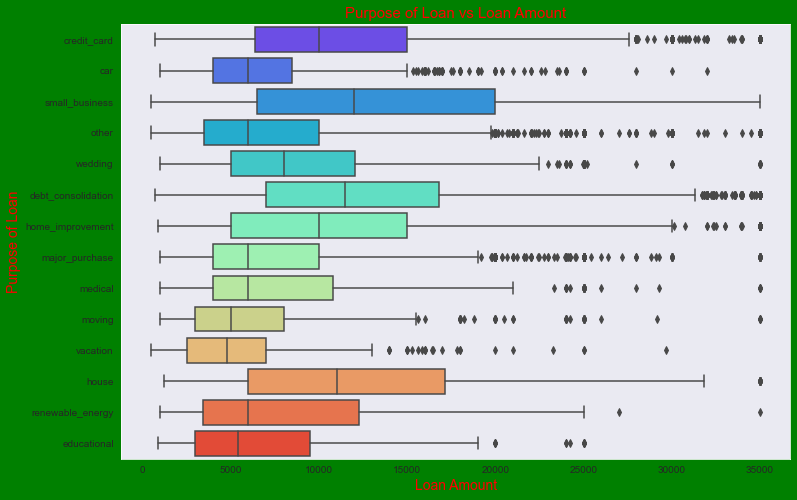 Purpose of Loan vs Loan Amount
Purpose of Loan
credit_card
car
small_business
other
wedding
debt_consolidation
home_improvement
major_purchase
medical
moving
vacation
house
renewable_energy
educational
0 5000 10000 15000 20000 25000 30000 35000
Loan Amount